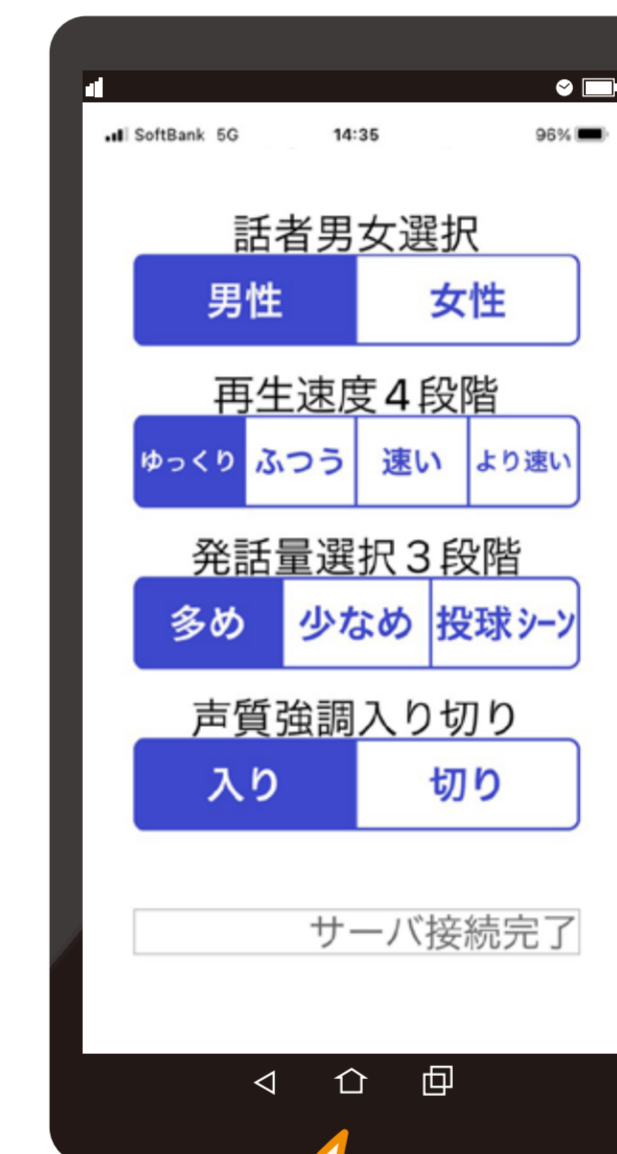 SoftBank 5G 14:35 96%
話者男女選択
男性 女性
再生速度4段階
ゆっくり ふつう 速い より速い
発話量選択3段階
多め 少なめ 投球シーン
声質強調入り切り
入り 切り
サーバ接続完了